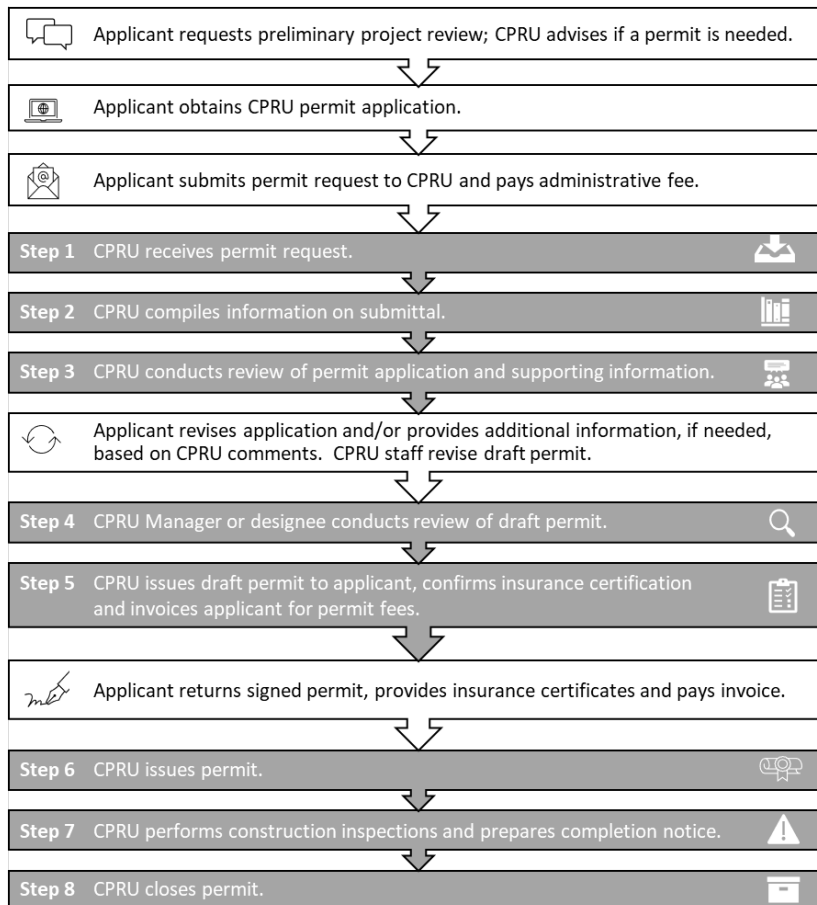 Applicant requests preliminary project review; CPRU advises if a permit is needed.
Applicant obtains CPRU permit application.
Applicant submits permit request to CPRU and pays administrative fee.
Step 1 CPRU receives permit request.
Step 2 CPRU compiles information on submittal.
Step 3 CPRU conducts review of permit application and supporting information.
Applicant revises application and/or provides additional information, if needed,
based on CPRU comments. CPRU staff revise draft permit.
Step 4 CPRU Manager or designee conducts review of draft permit.
Step 5 CPRU issues draft permit to applicant, confirms insurance certification
and invoices applicant for permit fees.
Applicant returns signed permit, provides insurance certificates and pays invoice.
Step 6 CPRU issues permit.
Step 7 CPRU performs construction inspections and prepares completion notice.
Step 8 CPRU closes permit.